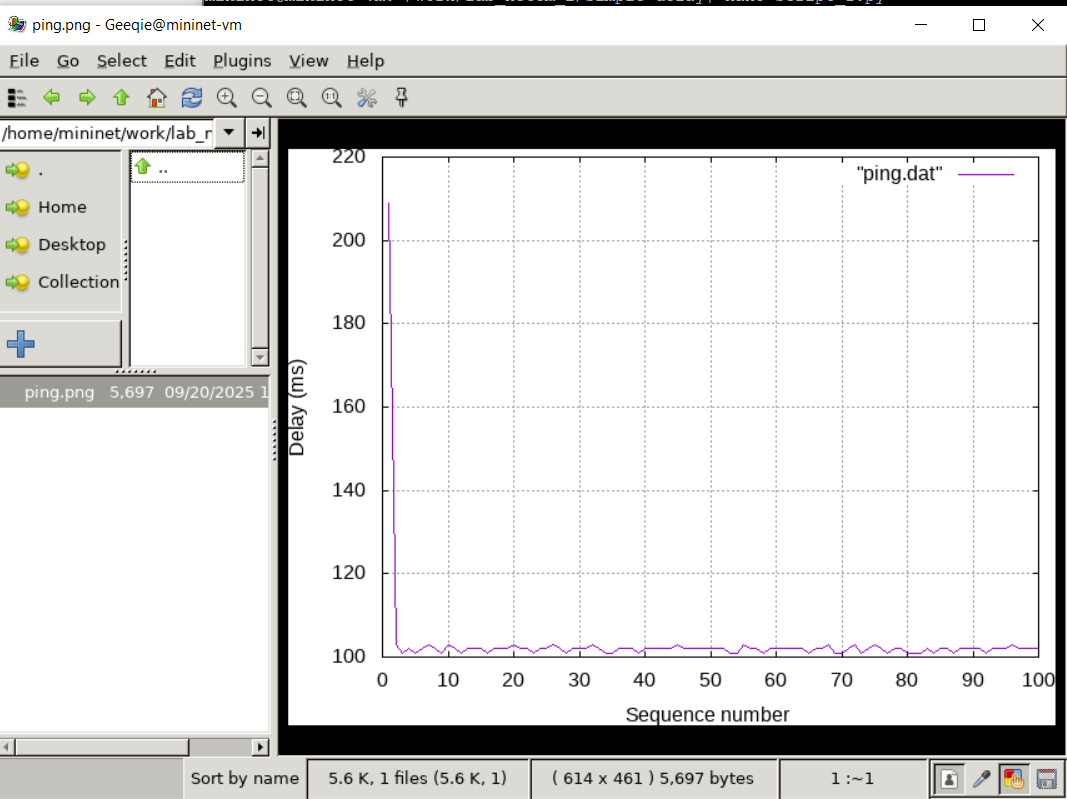 ping.png - Geeqie@mininet-vm
File Go Select Edit Plugins View Help
/home/mininet/work/lab_r
.
Home
Desktop
Collection
..
ping.png 5,697 09/20/2025 1
220
200
180
160
140
120
100
"ping.dat"
Delay (ms)
0 10 20 30 40 50 60 70 80 90 100
Sequence number
Sort by name
5.6 K, 1 files (5.6 K, 1)
( 614 x 461 ) 5,697 bytes
1 :~1